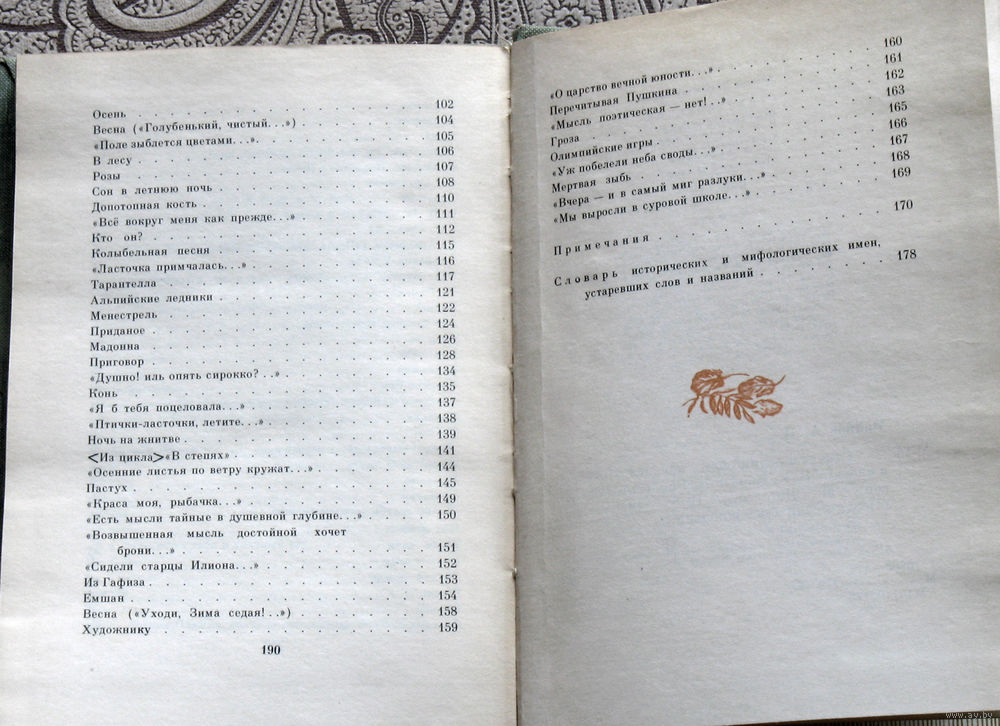 Осень . . . 102
Весна («Голубенький, чистый. . .») . . . 104
«Поле зыблется цветами. . .». . . . 105
В лесу . . . 106
Розы . . . 107
Сон в летнюю ночь . . . 108
Допотопная кость . . . 110
«Всё вокруг меня как прежде. . .» . . . 111
Кто он? . . . 112
Колыбельная песня . . . 115
«Ласточка примчалась. . .» . . . 116
Тарантелла . . . 117
Альпийские ледники . . . 121
Менестрель . . . 122
Приданое . . . 124
Мадонна . . . 126
Приговор . . . 128
«Душно! иль опять сирокко? . .» . . . 134
Конь . . . 135
«Я б тебя поцеловала. . .» . . . 137
«Птички-ласточки, летите. . .» . . . 138
Ночь на жнитве . . . 139
<Из цикла> «В степях» . . . 141
«Осенние листья по ветру кружат. . .» . . . 144
Пастух . . . 145
«Краса моя, рыбачка. . .» . . . 149
«Есть мысли тайные в душевной глубине. . .» . . . 150
«Возвышенная мысль достойной хочет
брони. . .» . . . 151
«Сидели старцы Илиона. . .» . . . 152
Из Гафиза . . . 153
Емшан . . . 154
Весна («Уходи, Зима седая! . .») . . . 158
Художнику . . . 159
190
«О царство вечной юности. . .» . . . 160
Перечитывая Пушкина . . . 161
«Мысль поэтическая — нет! . .» . . . 162
Гроза . . . 163
Олимпийские игры . . . 165
«Уж побелели неба своды. . .» . . . 166
Мертвая зыбь . . . 167
«Вчера — и в самый миг разлуки. . .» . . . 168
«Мы выросли в суровой школе. . .» . . . 169
Примечания . . . 170
Словарь исторических и мифологических имен,
устаревших слов и названий . . . 178
www.ay.by